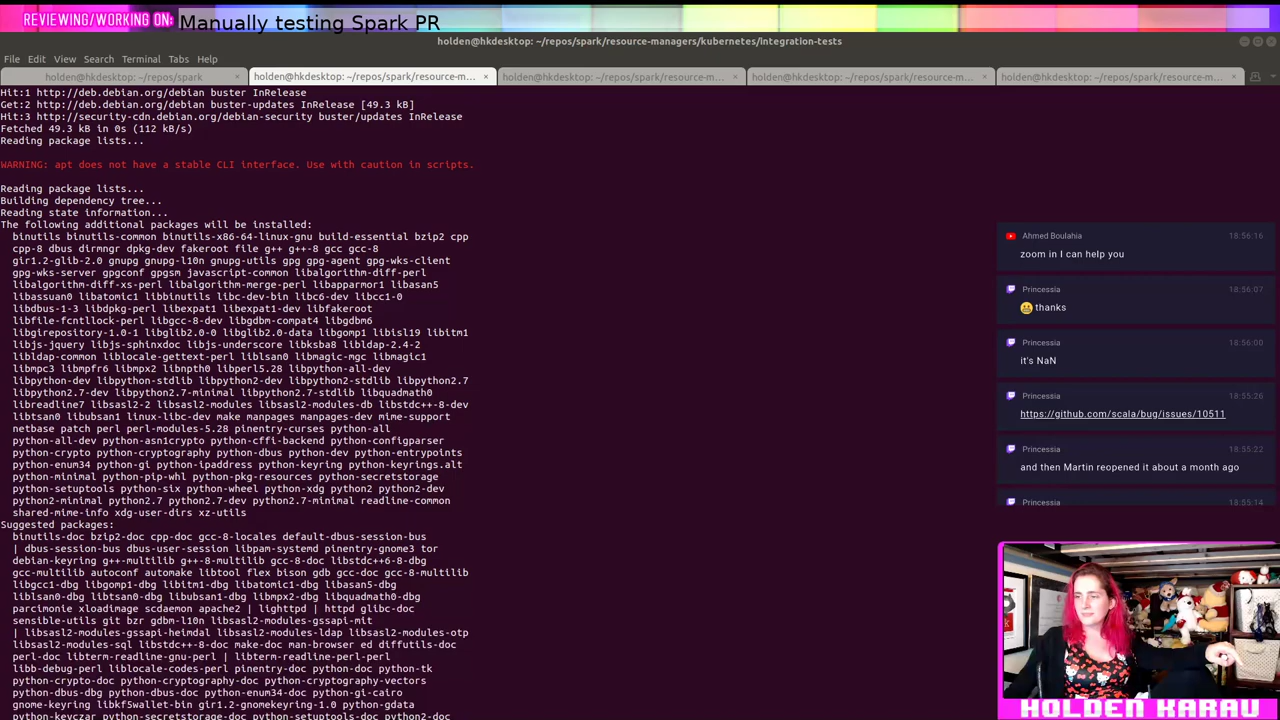 REVIEWING/WORKING ON: Manually testing Spark PR
holden@hkdesktop: ~/repos/spark/resource-managers/kubernetes/integration-tests
File Edit View Search Terminal Tabs Help
holden@hkdesktop: ~/repos/spark
holden@hkdesktop: ~/repos/spark/resource-m...
holden@hkdesktop: ~/repos/spark/resource-m...
holden@hkdesktop: ~/repos/spark/resource-m...
holden@hkdesktop: ~/repos/spark/resource-m...
Hit:1 http://deb.debian.org/debian buster InRelease
Get:2 http://deb.debian.org/debian buster-updates InRelease [49.3 kB]
Hit:3 http://security-cdn.debian.org/debian-security buster/updates InRelease
Fetched 49.3 kB in 0s (112 kB/s)
Reading package lists...
WARNING: apt does not have a stable CLI interface. Use with caution in scripts.
Reading package lists...
Building dependency tree...
Reading state information...
The following additional packages will be installed:
binutils binutils-common binutils-x86-64-linux-gnu build-essential bzip2 cpp
cpp-8 dbus dirmngr dpkg-dev fakeroot file g++ g++-8 gcc gcc-8
gir1.2-glib-2.0 gnupg gnupg-l10n gnupg-utils gpg gpg-agent gpg-wks-client
gpg-wks-server gpgconf gpgsm javascript-common libalgorithm-diff-perl
libalgorithm-diff-xs-perl libalgorithm-merge-perl libapparmor1 libasan5
libassuan0 libatomic1 libbinutils libc-dev-bin libc6-dev libcc1-0
libdbus-1-3 libdpkg-perl libexpat1 libexpat1-dev libfakeroot
libfile-fcntllock-perl libgcc-8-dev libgdbm-compat4 libgdbm6
libgirepository-1.0-1 libglib2.0-0 libglib2.0-data libgomp1 libisl19 libitm1
libjs-jquery libjs-sphinxdoc libjs-underscore libksba8 libldap-2.4-2
libldap-common liblocale-gettext-perl liblsan0 libmagic-mgc libmagic1
libmpc3 libmpfr6 libmpx2 libnpth0 libperl5.28 libpython-all-dev
libpython-dev libpython-stdlib libpython2-dev libpython2-stdlib libpython2.7
libpython2.7-dev libpython2.7-minimal libpython2.7-stdlib libquadmath0
libreadline7 libsasl2-2 libsasl2-modules libsasl2-modules-db libstdc++-8-dev
libtsan0 libubsan1 linux-libc-dev make manpages manpages-dev mime-support
netbase patch perl perl-modules-5.28 pinentry-curses python-all
python-all-dev python-asn1crypto python-cffi-backend python-configparser
python-crypto python-cryptography python-dbus python-dev python-entrypoints
python-enum34 python-gi python-ipaddress python-keyring python-keyrings.alt
python-minimal python-pip-whl python-pkg-resources python-secretstorage
python-setuptools python-six python-wheel python-xdg python2 python2-dev
python2-minimal python2.7 python2.7-dev python2.7-minimal readline-common
shared-mime-info xdg-user-dirs xz-utils
Suggested packages:
binutils-doc bzip2-doc cpp-doc gcc-8-locales default-dbus-session-bus
| dbus-session-bus dbus-user-session libpam-systemd pinentry-gnome3 tor
debian-keyring g++-multilib g++-8-multilib gcc-8-doc libstdc++6-8-dbg
gcc-multilib autoconf automake libtool flex bison gdb gcc-doc gcc-8-multilib
libgcc1-dbg libgomp1-dbg libitm1-dbg libatomic1-dbg libasan5-dbg
liblsan0-dbg libtsan0-dbg libubsan1-dbg libmpx2-dbg libquadmath0-dbg
parcimonie xloadimage scdaemon apache2 | lighttpd | httpd glibc-doc
sensible-utils git bzr gdbm-l10n libsasl2-modules-gssapi-mit
| libsasl2-modules-gssapi-heimdal libsasl2-modules-ldap libsasl2-modules-otp
libsasl2-modules-sql libstdc++-8-doc make-doc man-browser ed diffutils-doc
perl-doc libterm-readline-gnu-perl | libterm-readline-perl-perl
libb-debug-perl liblocale-codes-perl pinentry-doc python-doc python-tk
python-crypto-doc python-cryptography-doc python-cryptography-vectors
python-dbus-dbg python-dbus-doc python-enum34-doc python-gi-cairo
gnome-keyring libkf5wallet-bin gir1.2-gnomekeyring-1.0 python-gdata
python-keyczar python-secretstorage-doc python-setuptools-doc python2-doc
Ahmed Boulahia 18:56:16
zoom in I can help you
Princessia 18:56:07
thanks
Princessia 18:56:00
it's NaN
Princessia 18:55:26
https://github.com/scala/bug/issues/10511
Princessia 18:55:22
and then Martin reopened it about a month ago
Princessia 18:55:14
HOLDEN KARAU